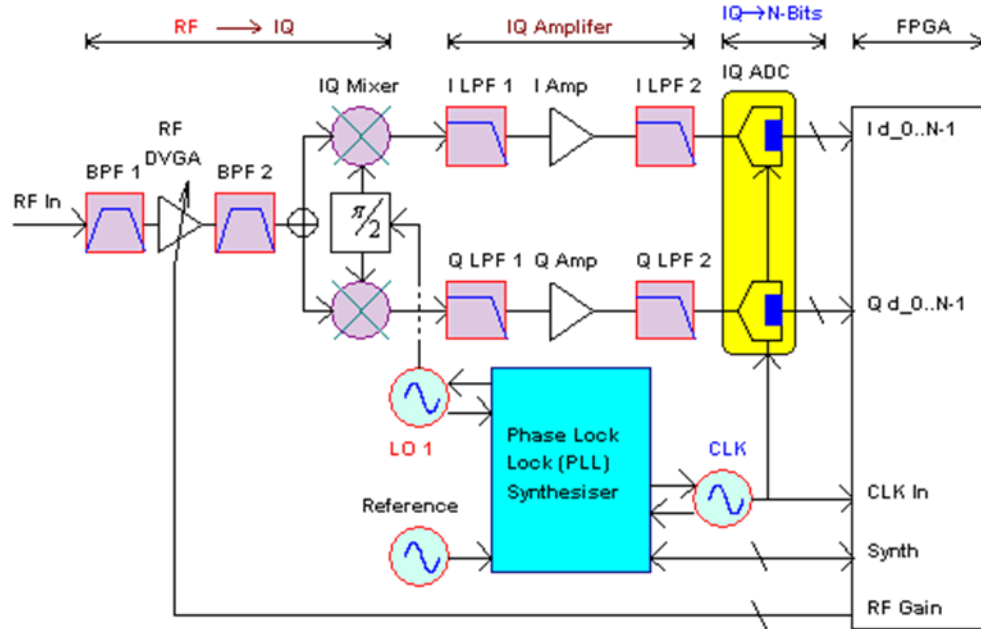 RF → IQ
IQ Amplifer
IQ→N-Bits
FPGA
IQ Mixer
I LPF 1
I Amp
I LPF 2
IQ ADC
RF
DVGA
BPF 1
BPF 2
I d_0..N-1
RF In
π/2
Q LPF 1
Q Amp
Q LPF 2
Q d_0..N-1
LO 1
Phase Lock
Lock (PLL)
Synthesiser
CLK
Reference
CLK In
Synth
RF Gain